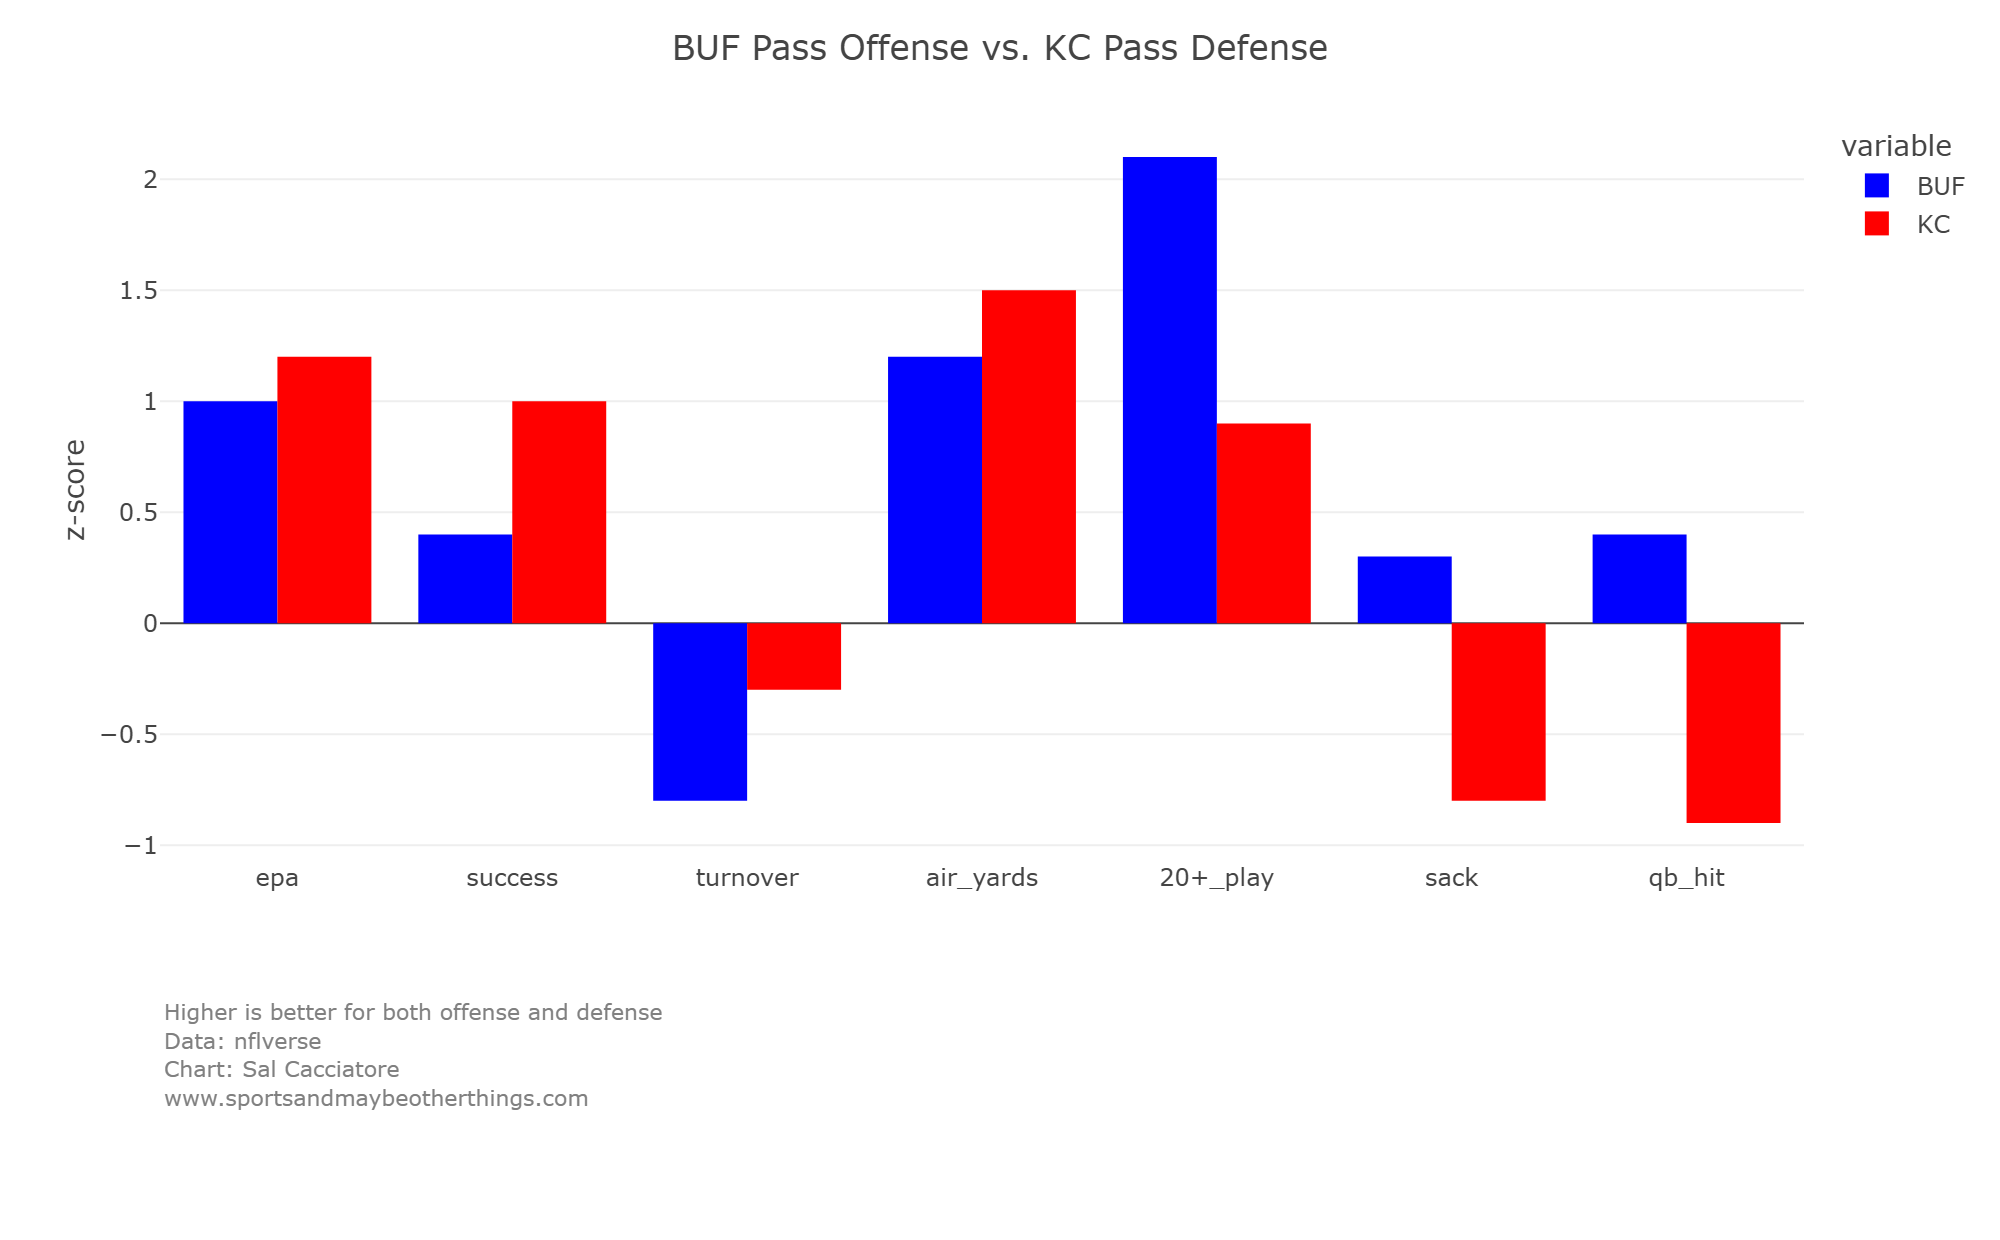 BUF Pass Offense vs. KC Pass Defense
variable
BUF
KC
2
1.5
1
0.5
0
−0.5
−1
z-score
epa
success
turnover
air_yards
20+_play
sack
qb_hit
Higher is better for both offense and defense
Data: nflverse
Chart: Sal Cacciatore
www.sportsandmaybeotherthings.com